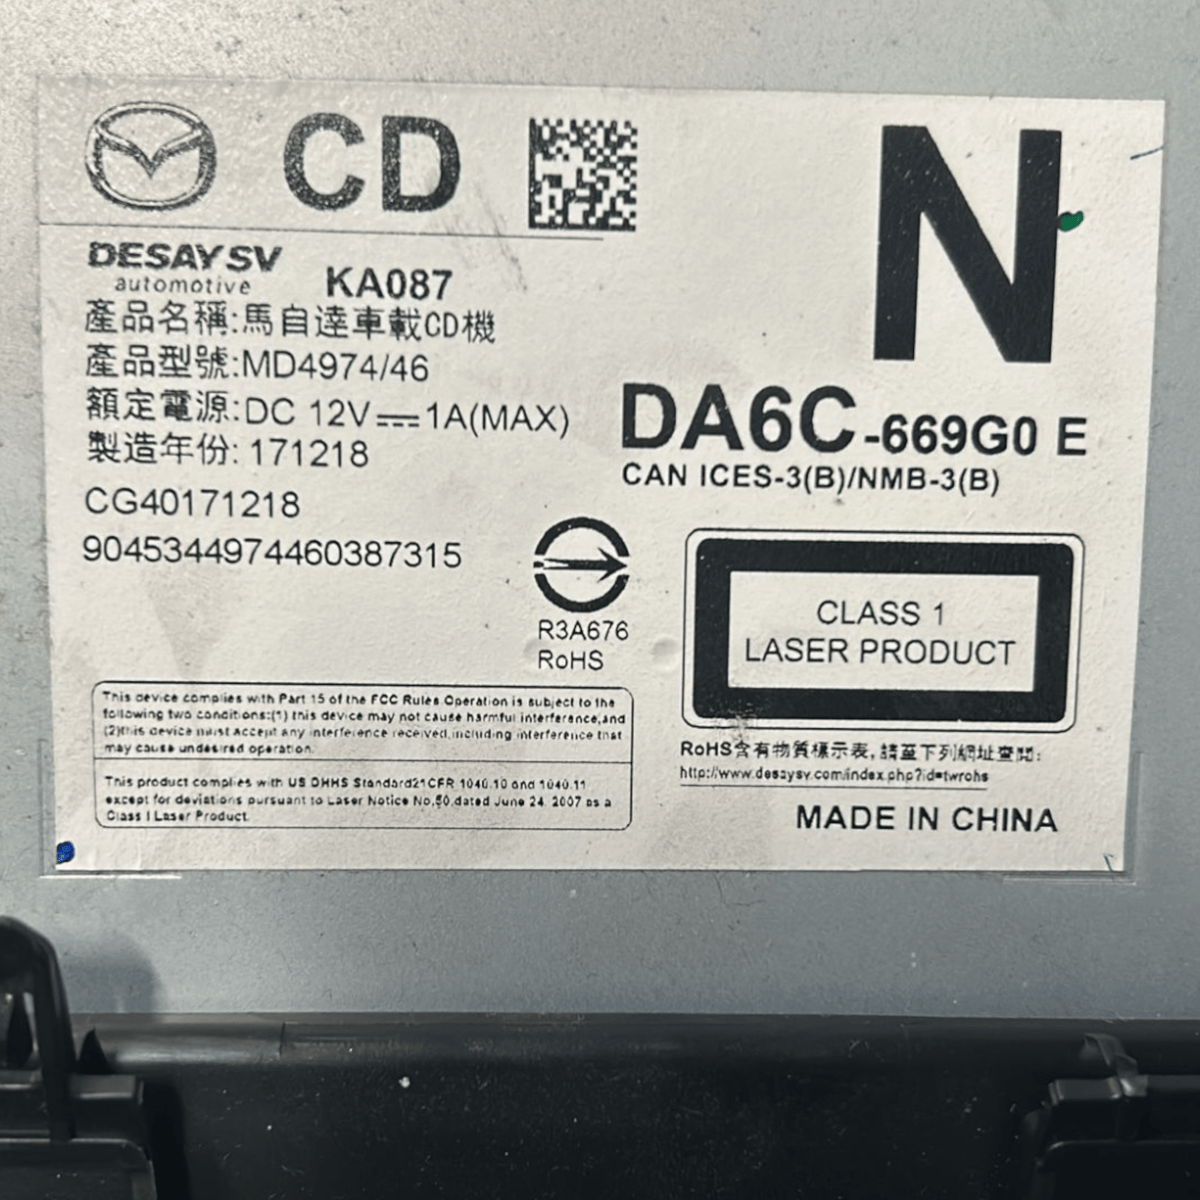 CD
N
DESAY SV
automotive
KA087
產品名稱:馬自達車載CD機
產品型號:MD4974/46
額定電源:DC 12V⎓1A(MAX)
製造年份: 171218
CG40171218
9045344974460387315
DA6C-669G0 E
CAN ICES-3(B)/NMB-3(B)
R3A676
RoHS
CLASS 1
LASER PRODUCT
This device complies with Part 15 of the FCC Rules Operation is subject to the
following two conditions:(1) this device may not cause harmful interference,and
(2)this device must accept any interference received,including interference that
may cause undesired operation.
This product complies with US DHHS Standard21CFR 1040.10 and 1040.11
except for deviations pursuant to Laser Notice No.50,dated June 24, 2007 as a
Class I Laser Product.
RoHS含有物質標示表,請至下列網址查閱:
http://www.desaysv.com/index.php?id=twrohs
MADE IN CHINA